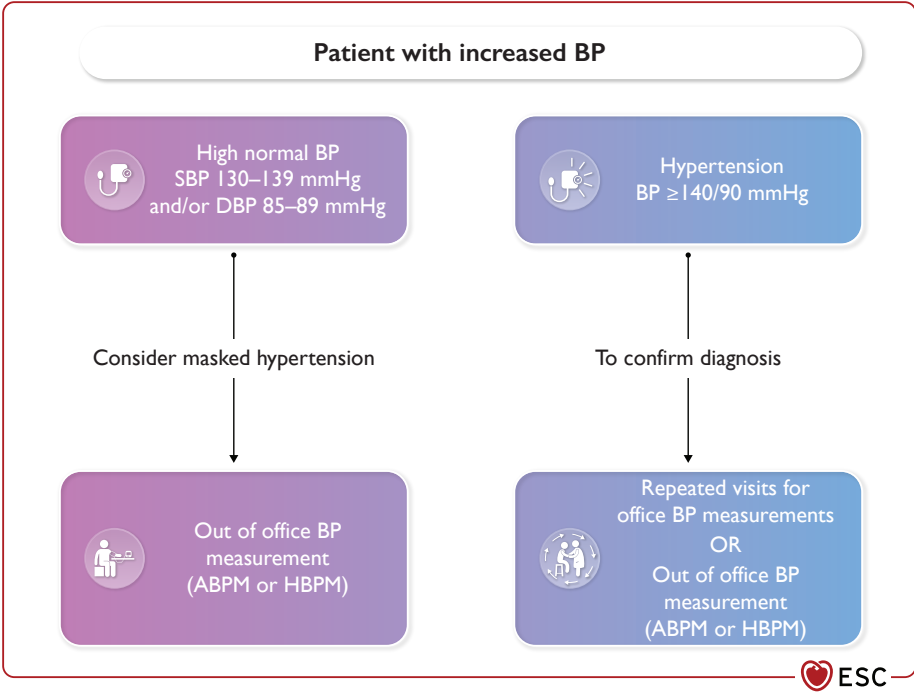 Patient with increased BP
High normal BP
SBP 130–139 mmHg
and/or DBP 85–89 mmHg
Hypertension
BP ≥140/90 mmHg
Consider masked hypertension
To confirm diagnosis
Out of office BP
measurement
(ABPM or HBPM)
Repeated visits for
office BP measurements
OR
Out of office BP
measurement
(ABPM or HBPM)
ESC